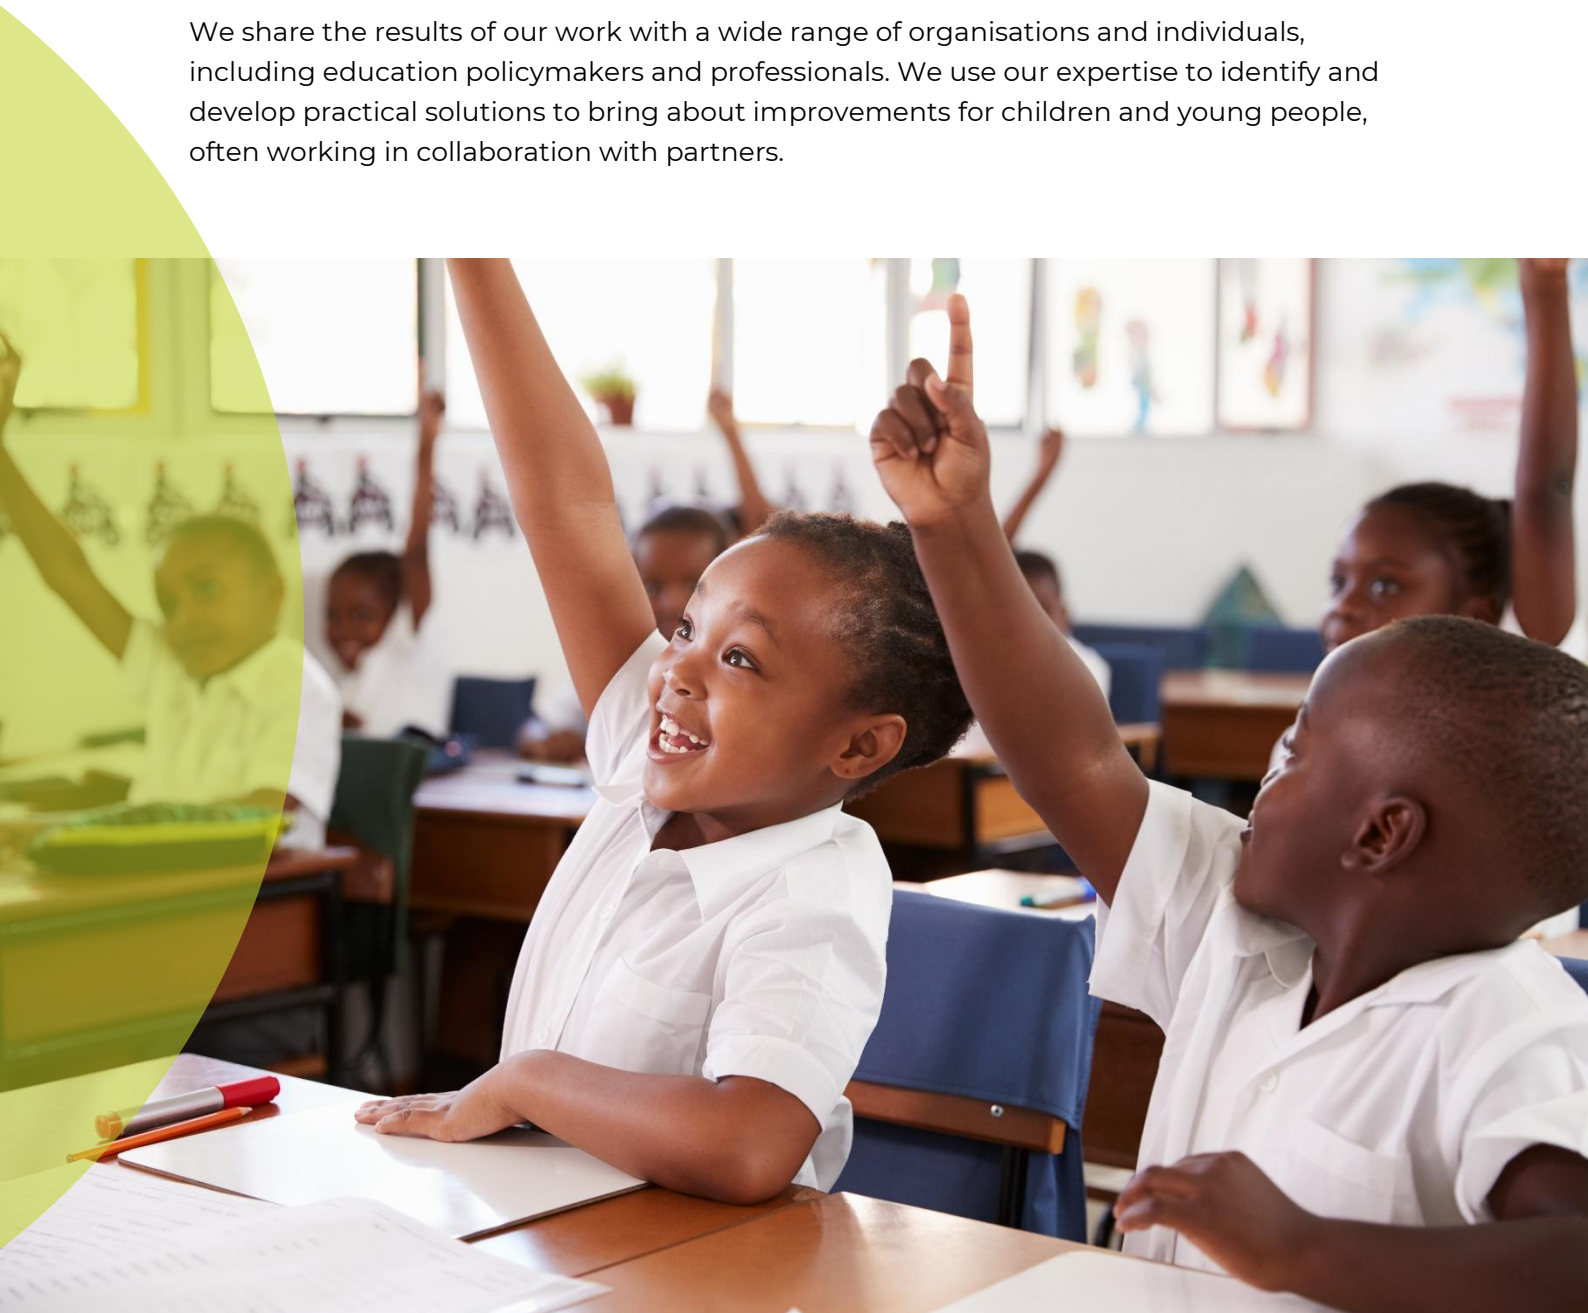 We share the results of our work with a wide range of organisations and individuals,
including education policymakers and professionals. We use our expertise to identify and
develop practical solutions to bring about improvements for children and young people,
often working in collaboration with partners.